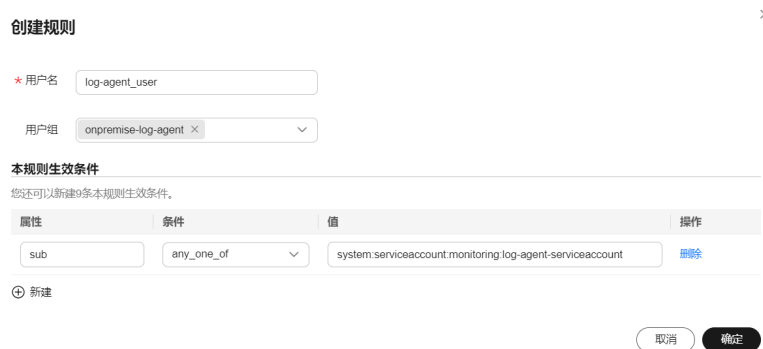 创建规则
* 用户名 log-agent_user
用户组 onpremise-log-agent ×
本规则生效条件
您还可以新建9条本规则生效条件。
属性 条件 值 操作
sub any_one_of system:serviceaccount:monitoring:log-agent-serviceaccount 删除
新建
取消 确定